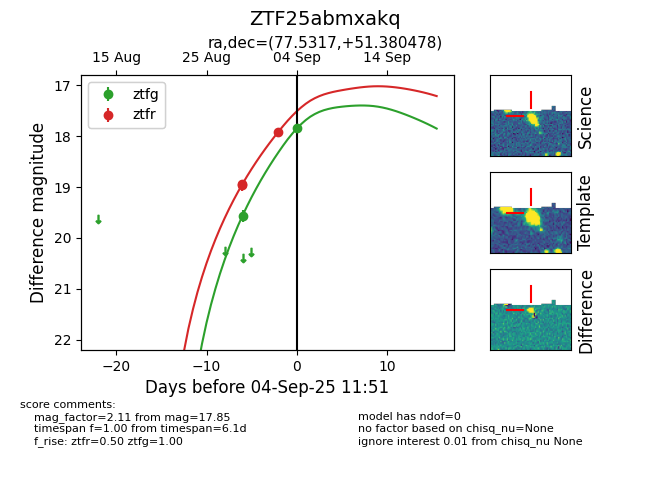 ZTF25abmxakq
ra,dec=(77.5317,+51.380478)
15 Aug 25 Aug 04 Sep 14 Sep
ztfg
ztfr
17
18
19
20
21
22
Difference magnitude
−20 −10 0 10
Days before 04-Sep-25 11:51
Science
Template
Difference
score comments:
mag_factor=2.11 from mag=17.85
timespan f=1.00 from timespan=6.1d
f_rise: ztfr=0.50 ztfg=1.00
model has ndof=0
no factor based on chisq_nu=None
ignore interest 0.01 from chisq_nu None